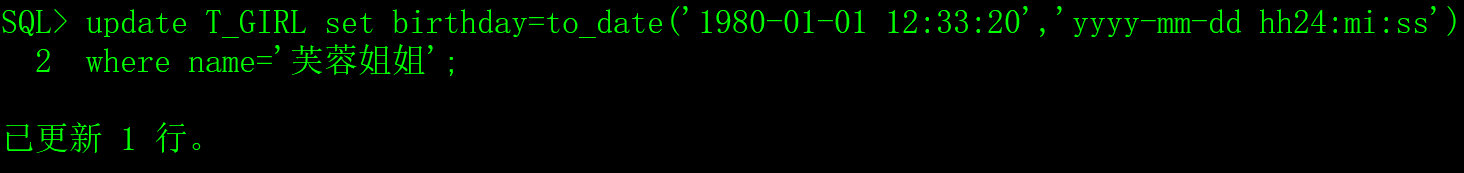 SQL> update T_GIRL set birthday=to_date('1980-01-01 12:33:20','yyyy-mm-dd hh24:mi:ss')
2 where name='芙蓉姐姐';
已更新 1 行。